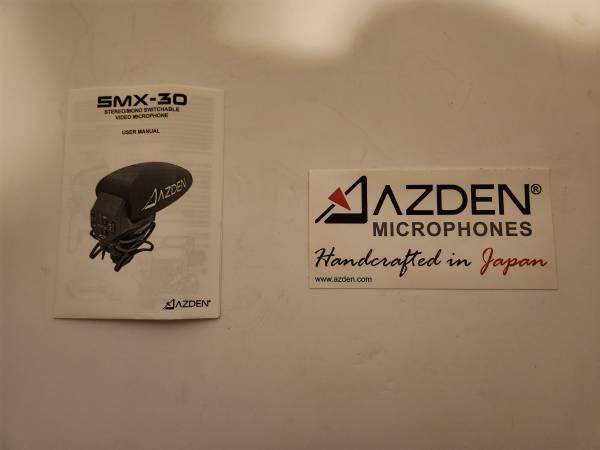 SMX-30
STEREO/MONO SWITCHABLE
VIDEO MICROPHONE
USER MANUAL
AZDEN
AZDEN®
AZDEN®
MICROPHONES
Handcrafted in Japan
www.azden.com